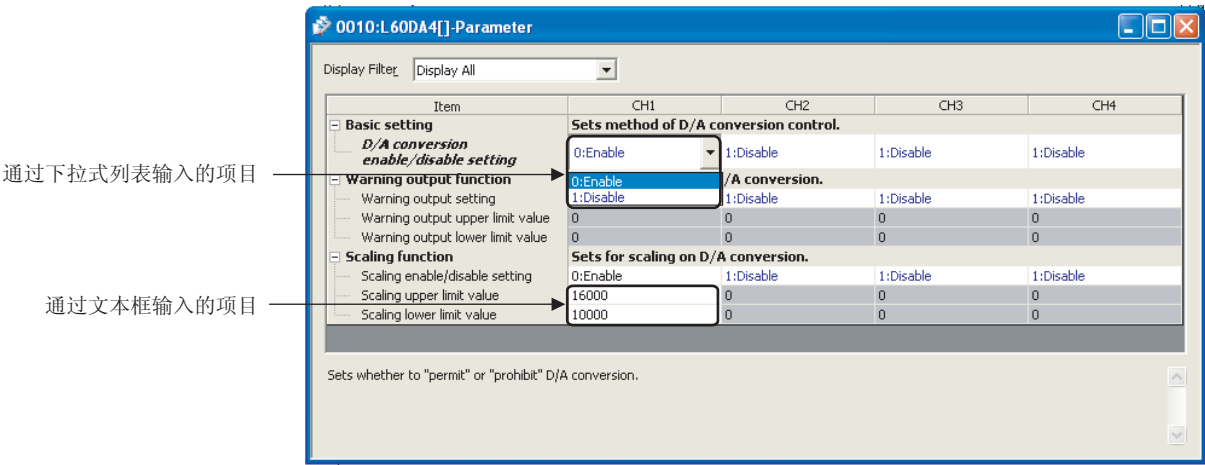 0010:L60DA4[]-Parameter
Display Filter Display All
Item CH1 CH2 CH3 CH4
Basic setting Sets method of D/A conversion control.
D/A conversion
enable/disable setting 0:Enable 1:Disable 1:Disable 1:Disable
通过下拉式列表输入的项目
Warning output function 0:Enable /A conversion.
Warning output setting 1:Disable 1:Disable 1:Disable 1:Disable
Warning output upper limit value 0 0 0 0
Warning output lower limit value 0 0 0 0
Scaling function Sets for scaling on D/A conversion.
Scaling enable/disable setting 0:Enable 1:Disable 1:Disable 1:Disable
通过文本框输入的项目
Scaling upper limit value 16000 0 0 0
Scaling lower limit value 10000 0 0 0
Sets whether to "permit" or "prohibit" D/A conversion.